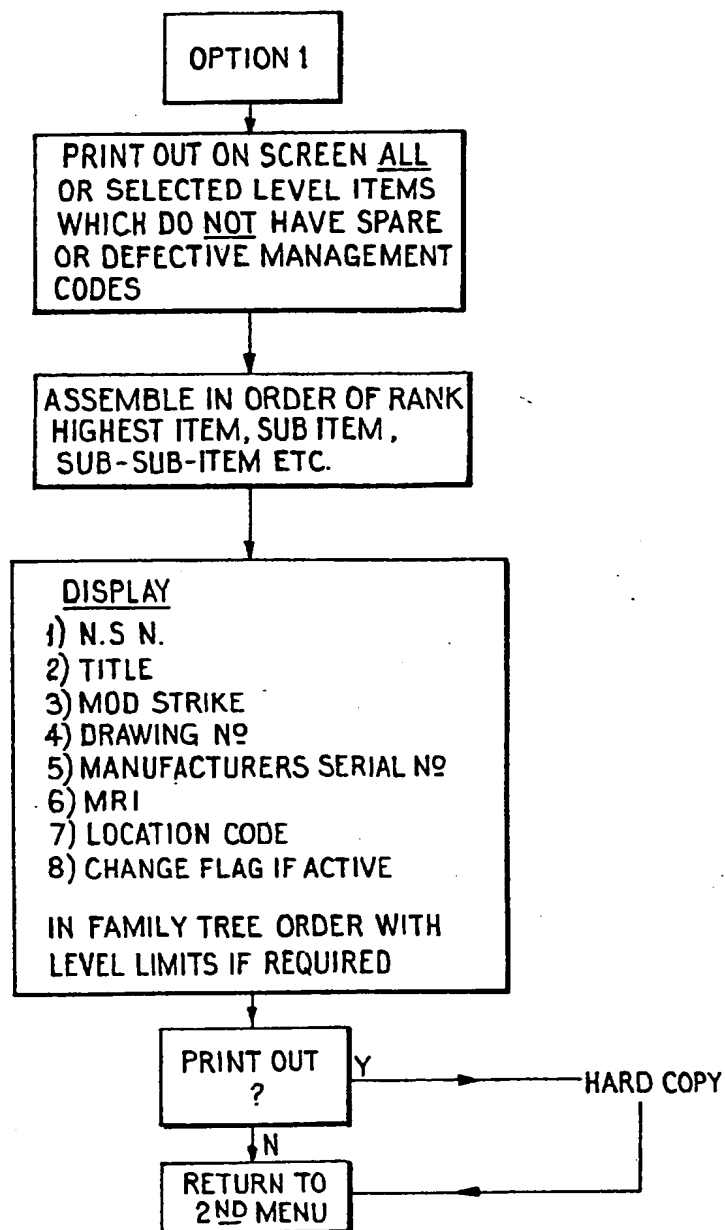 OPTION 1
PRINT OUT ON SCREEN ALL
OR SELECTED LEVEL ITEMS
WHICH DO NOT HAVE SPARE
OR DEFECTIVE MANAGEMENT
CODES
ASSEMBLE IN ORDER OF RANK
HIGHEST ITEM, SUB ITEM,
SUB-SUB-ITEM ETC.
DISPLAY
1) N.S N.
2) TITLE
3) MOD STRIKE
4) DRAWING Nº
5) MANUFACTURERS SERIAL Nº
6) MRI
7) LOCATION CODE
8) CHANGE FLAG IF ACTIVE
IN FAMILY TREE ORDER WITH
LEVEL LIMITS IF REQUIRED
PRINT OUT
?
Y
HARD COPY
N
RETURN TO
2ND MENU